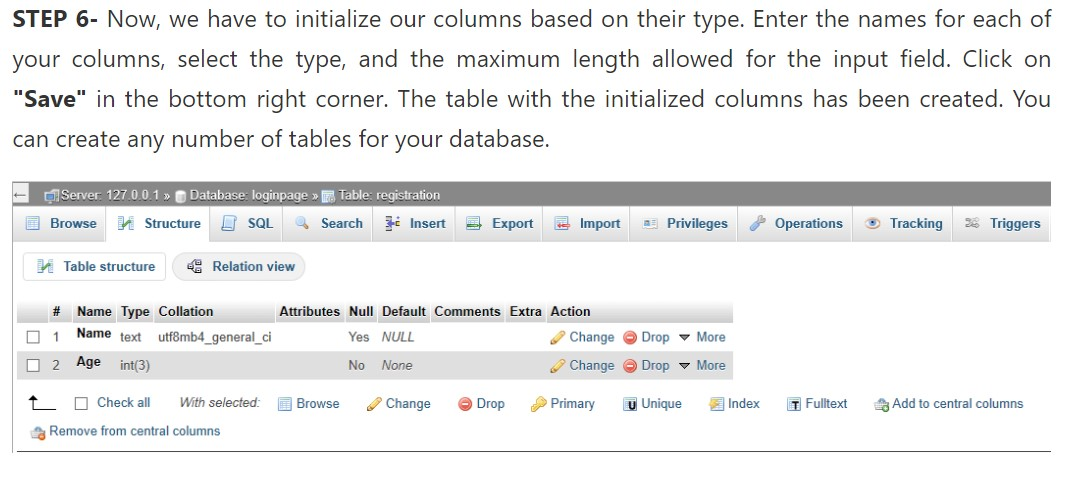 STEP 6- Now, we have to initialize our columns based on their type. Enter the names for each of
your columns, select the type, and the maximum length allowed for the input field. Click on
"Save" in the bottom right corner. The table with the initialized columns has been created. You
can create any number of tables for your database.
Server: 127.0.0.1 » Database: loginpage » Table: registration
Browse Structure SQL Search Insert Export Import Privileges Operations Tracking Triggers
Table structure Relation view
# Name Type Collation Attributes Null Default Comments Extra Action
1 Name text utf8mb4_general_ci Yes NULL Change Drop More
2 Age int(3) No None Change Drop More
Check all With selected: Browse Change Drop Primary Unique Index Fulltext Add to central columns
Remove from central columns